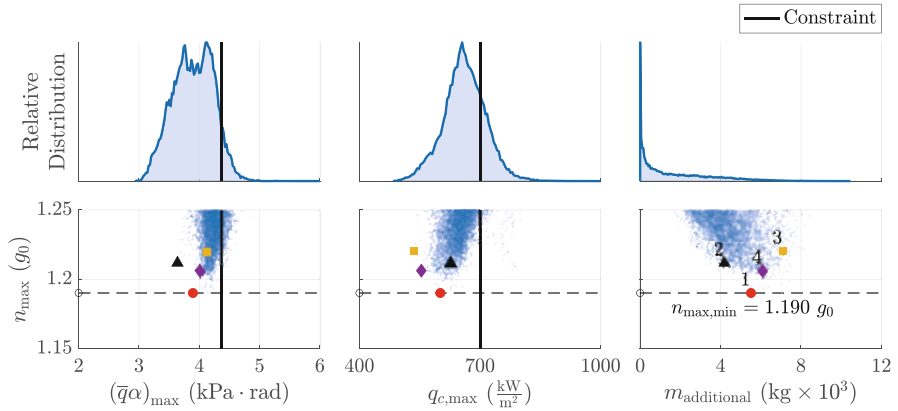 Constraint
Relative
Distribution
n_max (g_0)
1.25
1.2
1.15
2 3 4 5 6
(q̅α)_max (kPa · rad)
400 700 1000
q_c,max (kW/m²)
2
3
4
1
n_max,min = 1.190 g_0
0 4 8 12
m_additional (kg × 10³)